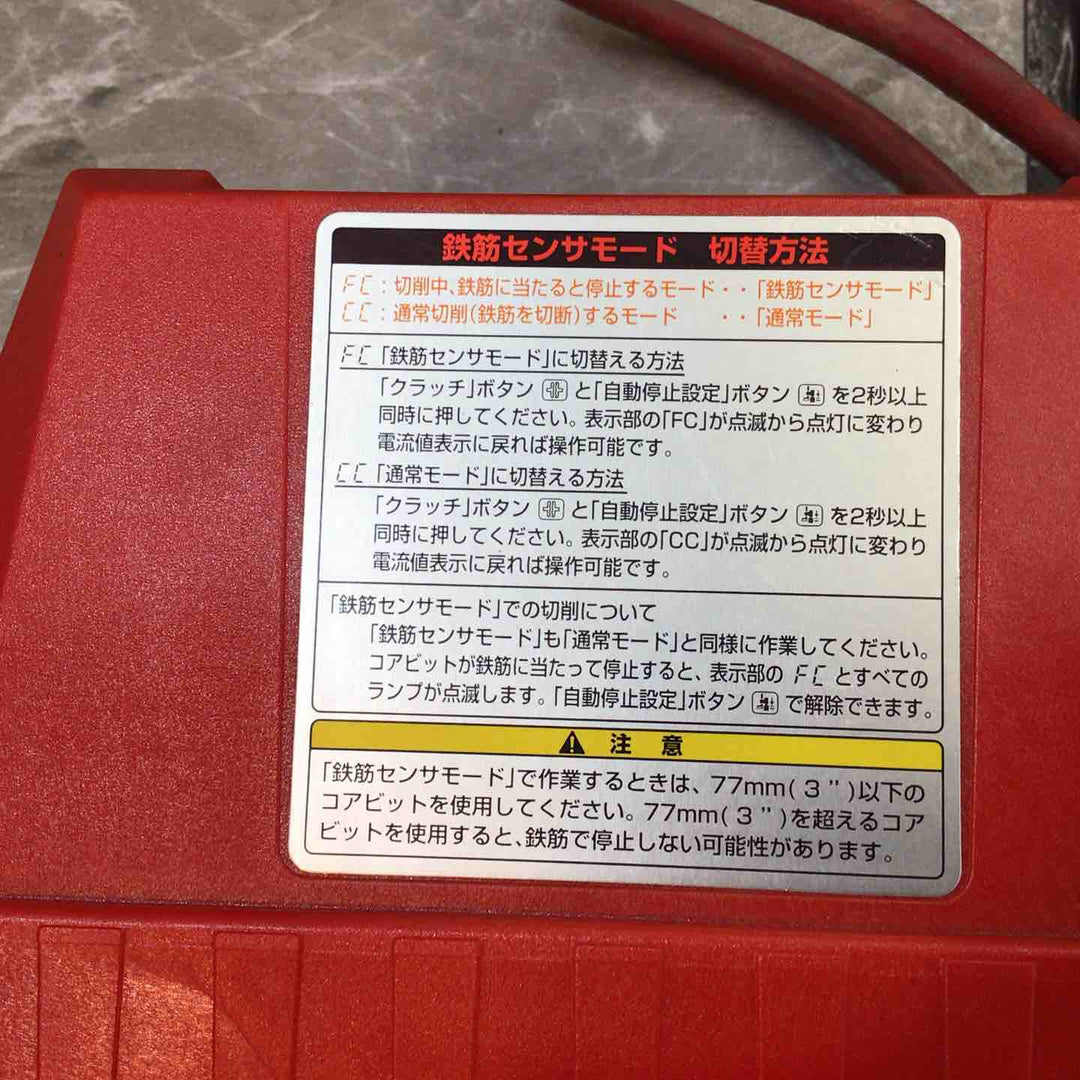 鉄筋センサモード 切替方法
FC:切削中、鉄筋に当たると停止するモード・・「鉄筋センサモード」
CC:通常切削(鉄筋を切断)するモード ・・「通常モード」
FC「鉄筋センサモード」に切替える方法
「クラッチ」ボタン と「自動停止設定」ボタン を2秒以上
同時に押してください。表示部の「FC」が点滅から点灯に変わり
電流値表示に戻れば操作可能です。
CC「通常モード」に切替える方法
「クラッチ」ボタン と「自動停止設定」ボタン を2秒以上
同時に押してください。表示部の「CC」が点滅から点灯に変わり
電流値表示に戻れば操作可能です。
「鉄筋センサモード」での切削について
「鉄筋センサモード」も「通常モード」と同様に作業してください。
コアビットが鉄筋に当たって停止すると、表示部の FC とすべての
ランプが点滅します。「自動停止設定」ボタン で解除できます。
注 意
「鉄筋センサモード」で作業するときは、77mm(3")以下の
コアビットを使用してください。77mm(3")を超えるコア
ビットを使用すると、鉄筋で停止しない可能性があります。